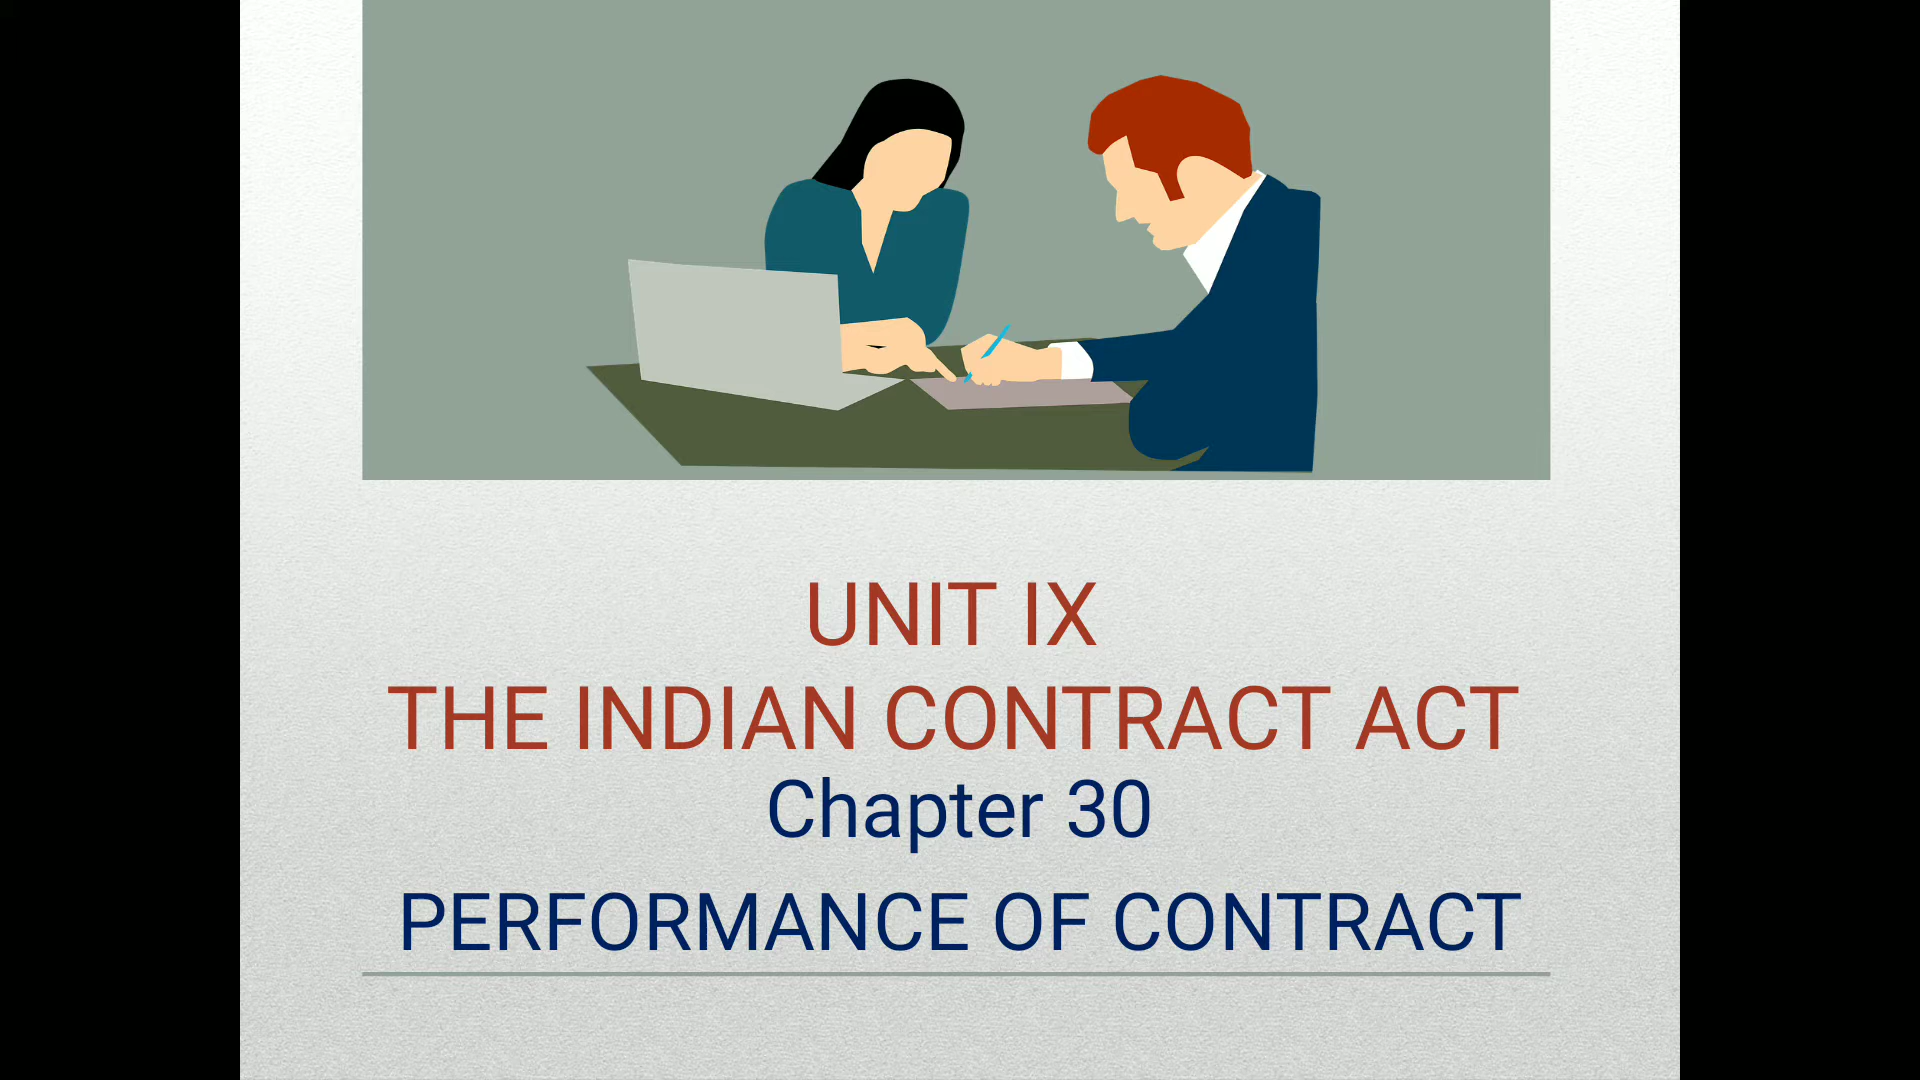 UNIT IX
THE INDIAN CONTRACT ACT
Chapter 30
PERFORMANCE OF CONTRACT